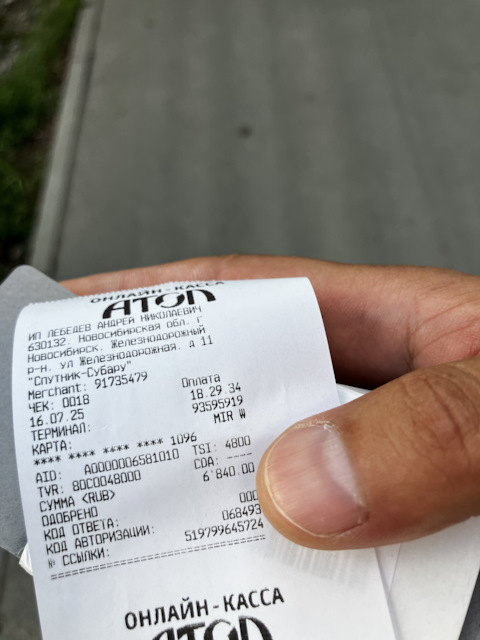 ОНЛАЙН-КАССА
АТОЛ
ИП ЛЕБЕДЕВ АНДРЕЙ НИКОЛАЕВИЧ
630132, Новосибирская обл. г
Новосибирск, Железнодорожный
р-н, ул Железнодорожная, д 11
"Спутник-Субару"
Merchant: 91735479
ЧЕК: 0018 Оплата
16.07.25 18:29:34
ТЕРМИНАЛ: 93595919
КАРТА: MIR W
**** **** **** **** 1096
AID: A0000006581010 TSI: 4800
TVR: 80C0048000 CDA: ----
СУММА <RUB> 6'840.00
ОДОБРЕНО
КОД ОТВЕТА: 000
КОД АВТОРИЗАЦИИ: 068493
№ ССЫЛКИ: 519799645724
ОНЛАЙН-КАССА
АТОЛ